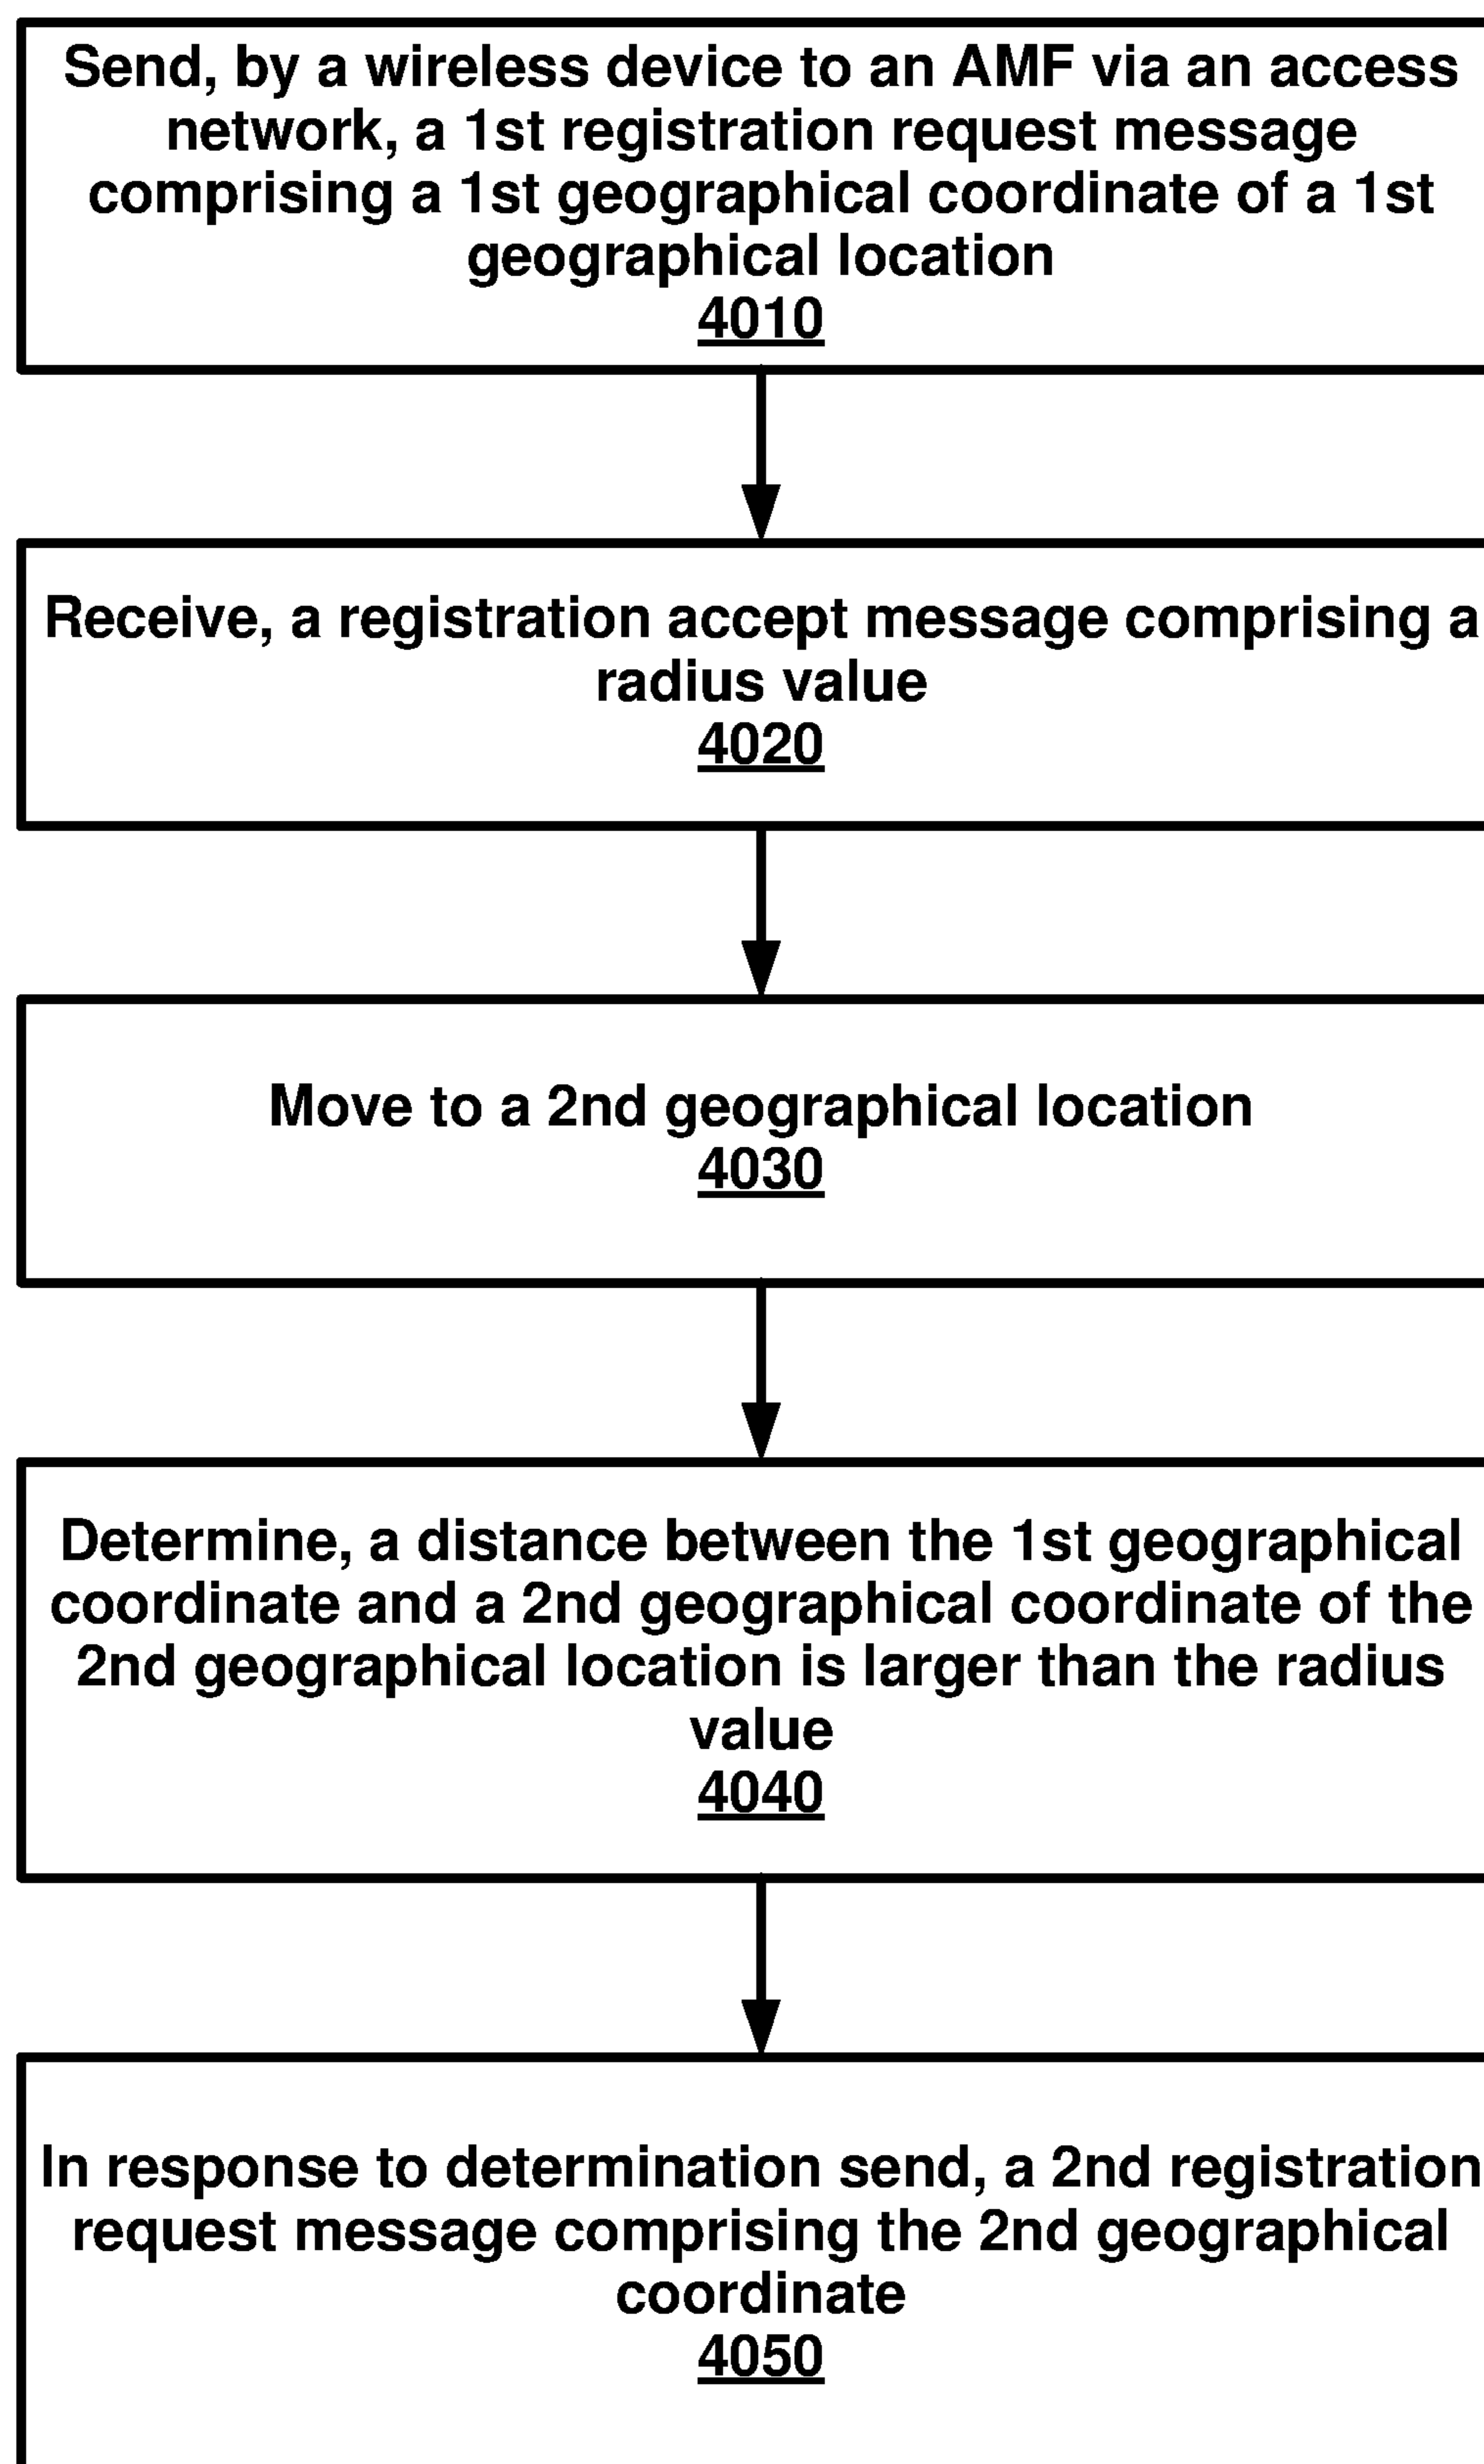 Send, by a wireless device to an AMF via an access
network, a 1st registration request message
comprising a 1st geographical coordinate of a 1st
geographical location
4010
Receive, a registration accept message comprising a
radius value
4020
Move to a 2nd geographical location
4030
Determine, a distance between the 1st geographical
coordinate and a 2nd geographical coordinate of the
2nd geographical location is larger than the radius
value
4040
In response to determination send, a 2nd registration
request message comprising the 2nd geographical
coordinate
4050